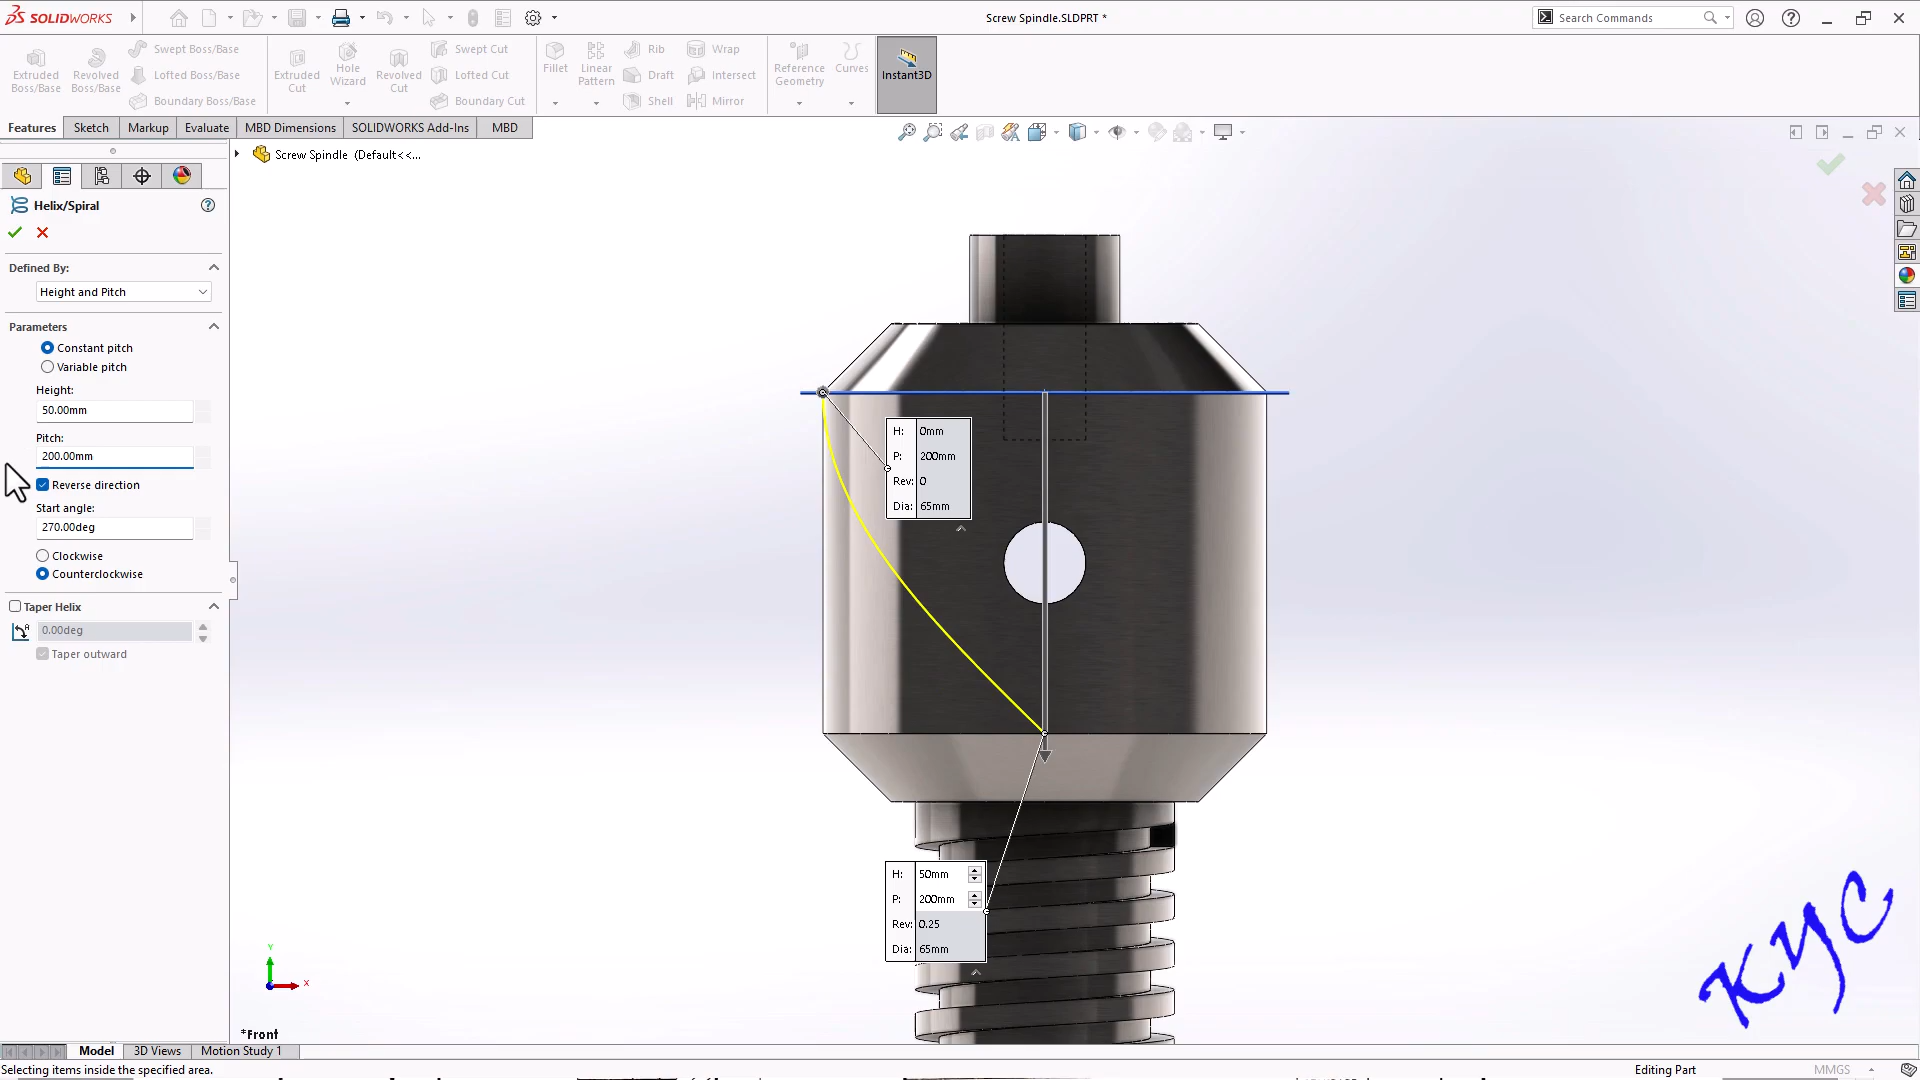 SOLIDWORKS
Screw Spindle.SLDPRT *
Search Commands
Extruded Boss/Base
Revolved Boss/Base
Swept Boss/Base
Lofted Boss/Base
Boundary Boss/Base
Extruded Cut
Hole Wizard
Revolved Cut
Swept Cut
Lofted Cut
Boundary Cut
Fillet
Linear Pattern
Rib
Draft
Shell
Wrap
Intersect
Mirror
Reference Geometry
Curves
Instant3D
Features
Sketch
Markup
Evaluate
MBD Dimensions
SOLIDWORKS Add-Ins
MBD
Screw Spindle (Default<<...
Helix/Spiral
Defined By:
Height and Pitch
Parameters
Constant pitch
Variable pitch
Height:
50.00mm
Pitch:
200.00mm
Reverse direction
Start angle:
270.00deg
Clockwise
Counterclockwise
Taper Helix
0.00deg
Taper outward
H: 0mm
P: 200mm
Rev: 0
Dia: 65mm
H: 50mm
P: 200mm
Rev: 0.25
Dia: 65mm
Y
X
*Front
KYC
Model
3D Views
Motion Study 1
Selecting items inside the specified area.
Editing Part
MMGS